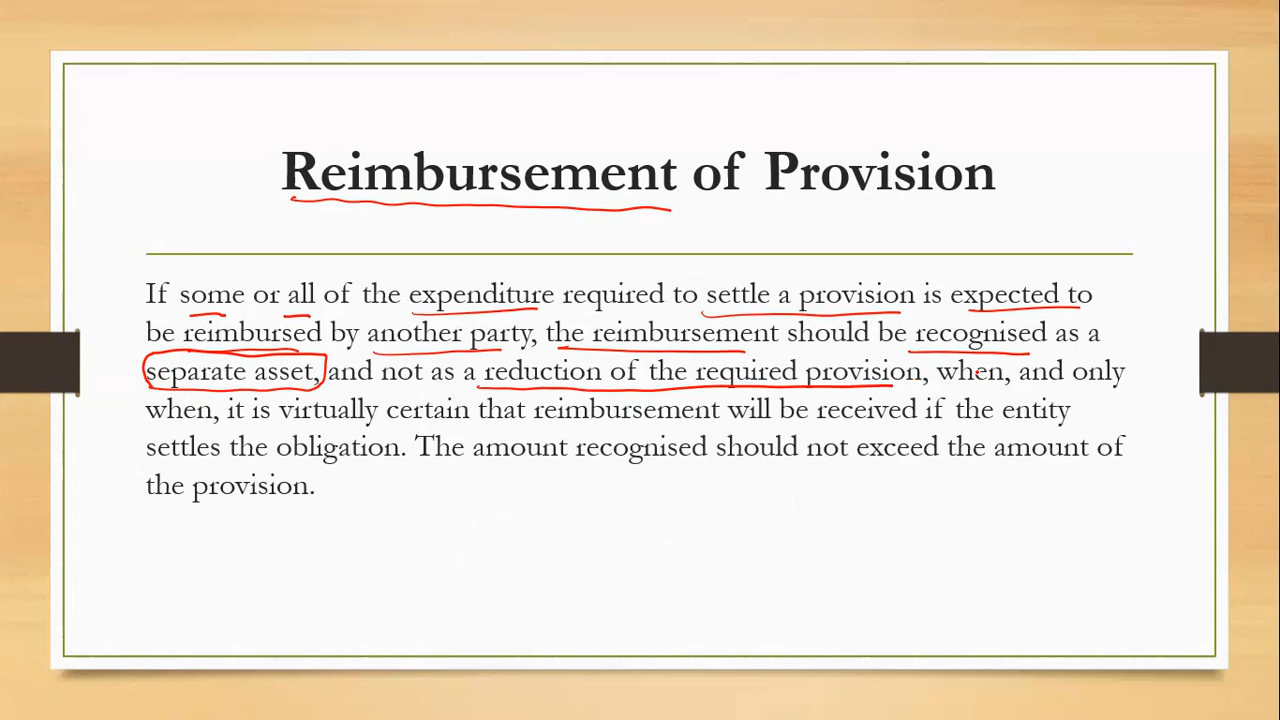 Reimbursement of Provision
If some or all of the expenditure required to settle a provision is expected to
be reimbursed by another party, the reimbursement should be recognised as a
separate asset, and not as a reduction of the required provision, when, and only
when, it is virtually certain that reimbursement will be received if the entity
settles the obligation. The amount recognised should not exceed the amount of
the provision.